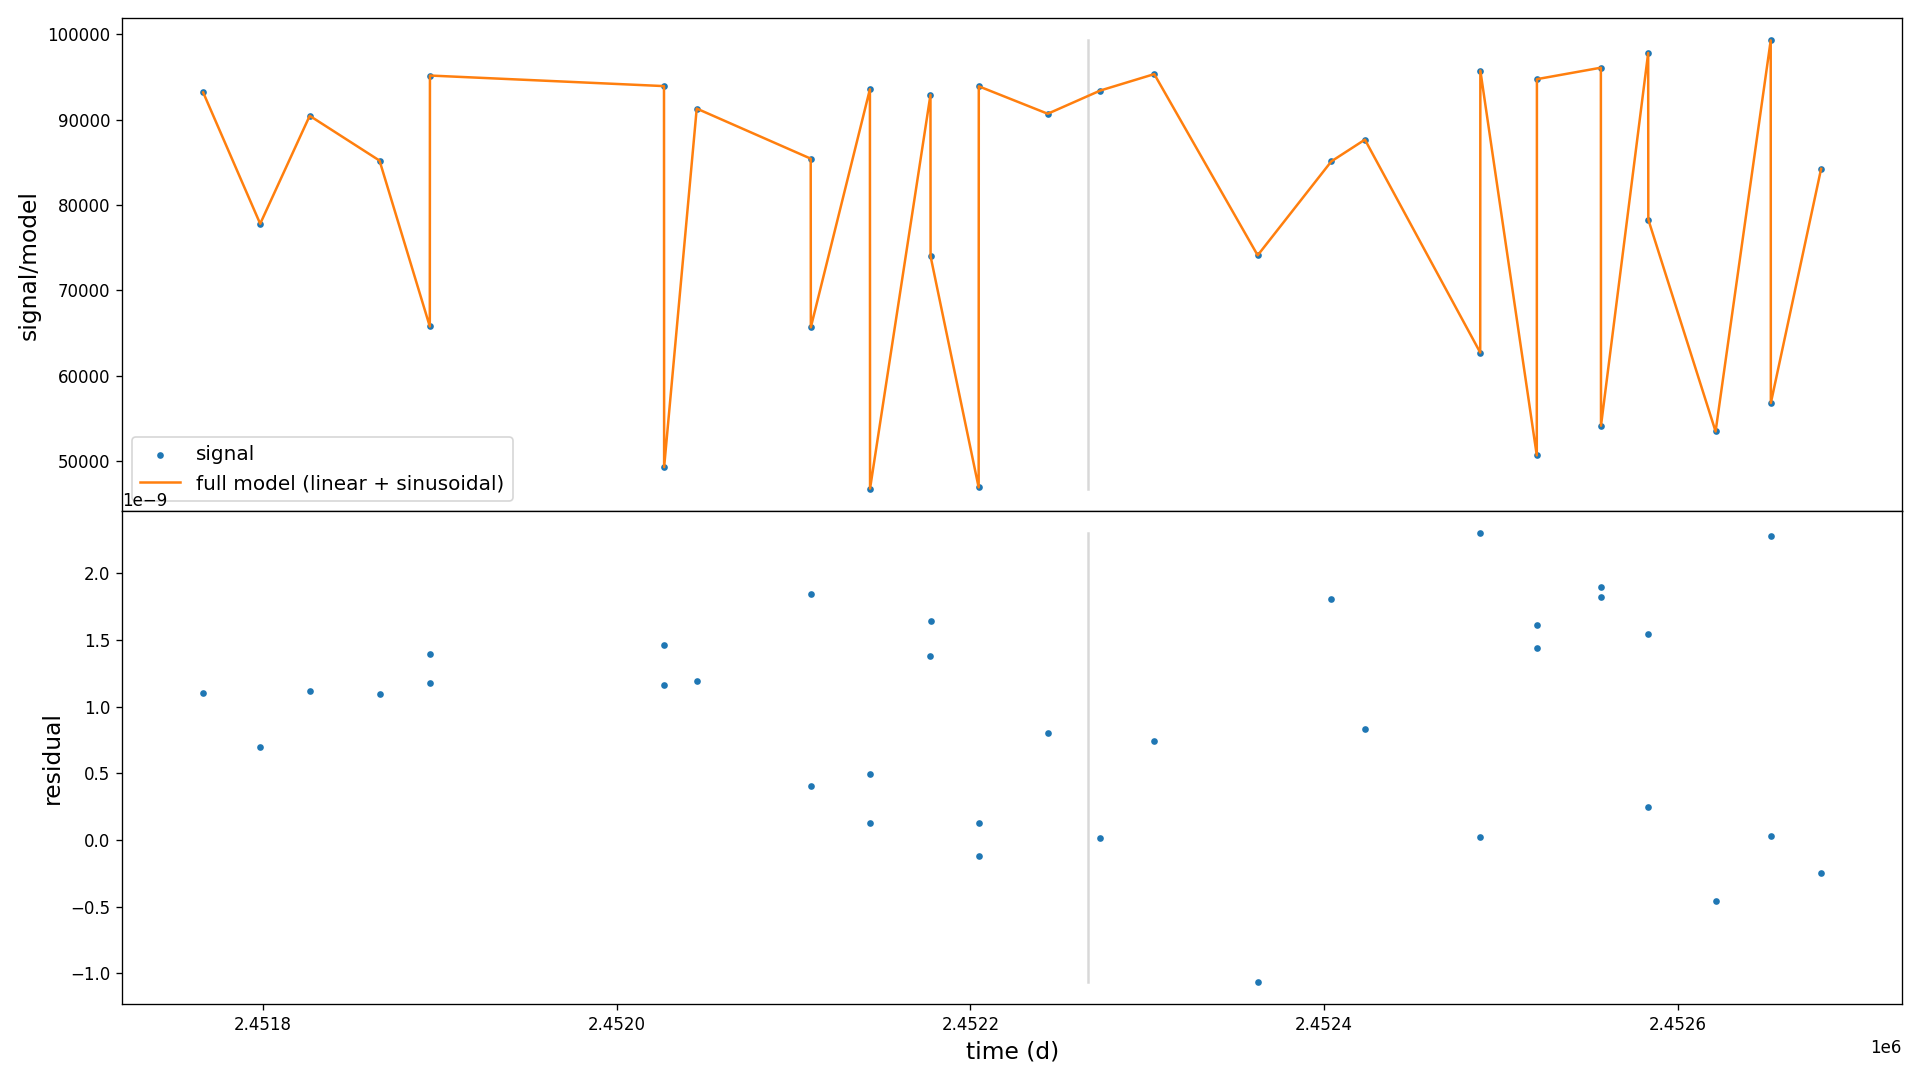 100000
90000
80000
70000
60000
50000
signal/model
signal
full model (linear + sinusoidal)
1e−9
2.0
1.5
1.0
0.5
0.0
−0.5
−1.0
residual
2.4518 2.4520 2.4522 2.4524 2.4526
time (d)
1e6